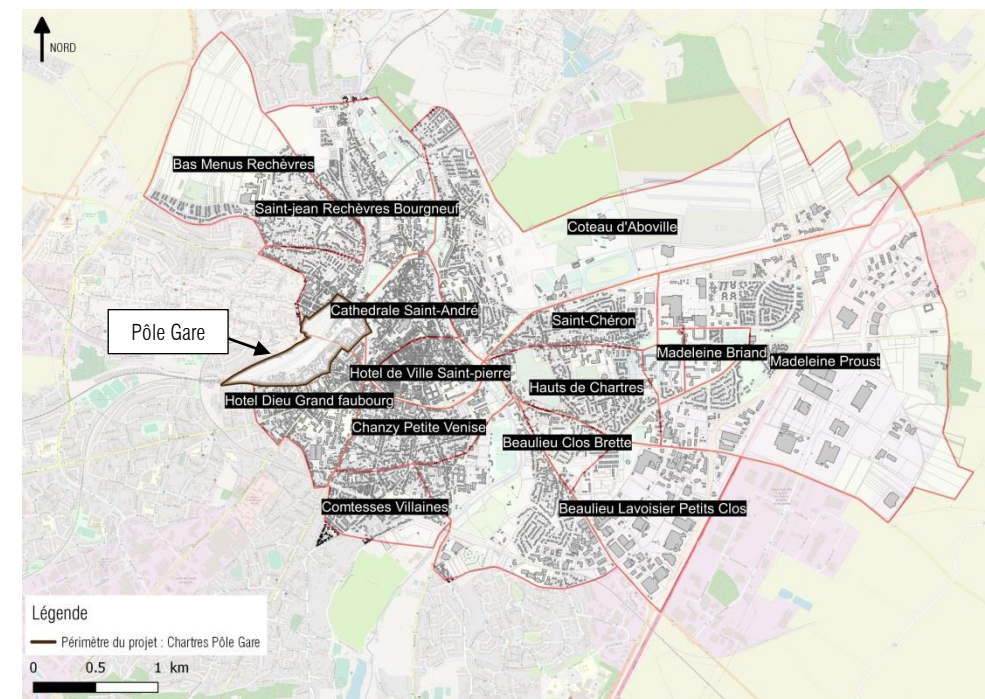 NORD
Bas Menus Rechèvres
Saint-jean Rechèvres Bourgneuf
Coteau d'Aboville
Cathedrale Saint-André
Saint-Chéron
Pôle Gare
Madeleine Briand
Madeleine Proust
Hotel de Ville Saint-pierre
Hauts de Chartres
Hotel Dieu Grand faubourg
Chanzy Petite Venise
Beaulieu Clos Brette
Comtesses Villaines
Beaulieu Lavoisier Petits Clos
Légende
Périmètre du projet : Chartres Pôle Gare
0 0.5 1 km